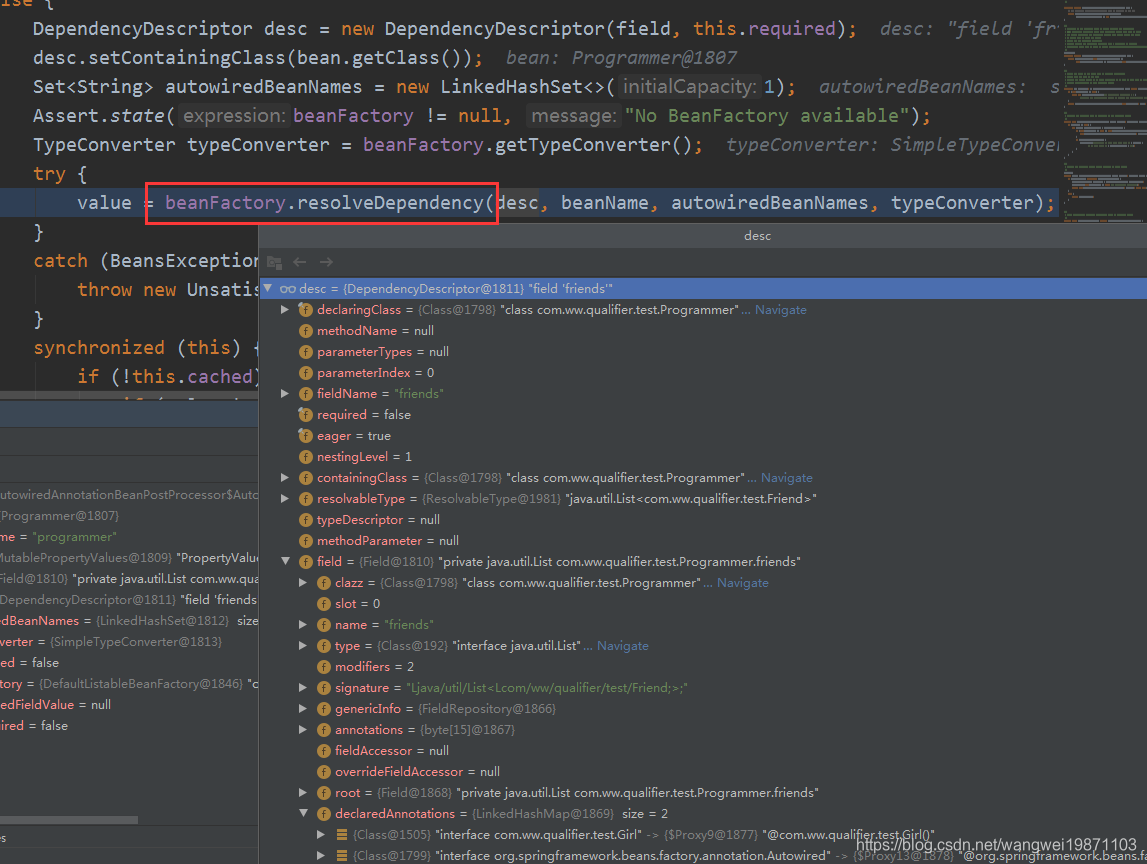 else {
DependencyDescriptor desc = new DependencyDescriptor(field, this.required); desc: "field 'fr
desc.setContainingClass(bean.getClass()); bean: Programmer@1807
Set<String> autowiredBeanNames = new LinkedHashSet<>( initialCapacity: 1); autowiredBeanNames: s
Assert.state( expression: beanFactory != null, message: "No BeanFactory available");
TypeConverter typeConverter = beanFactory.getTypeConverter(); typeConverter: SimpleTypeConver
try {
value = beanFactory.resolveDependency(desc, beanName, autowiredBeanNames, typeConverter);
}
catch (BeansException
throw new Unsatis
}
synchronized (this) {
if (!this.cached)
desc
desc = {DependencyDescriptor@1811} "field 'friends'"
declaringClass = {Class@1798} "class com.ww.qualifier.test.Programmer" ... Navigate
methodName = null
parameterTypes = null
parameterIndex = 0
fieldName = "friends"
required = false
eager = true
nestingLevel = 1
containingClass = {Class@1798} "class com.ww.qualifier.test.Programmer" ... Navigate
resolvableType = {ResolvableType@1981} "java.util.List<com.ww.qualifier.test.Friend>"
typeDescriptor = null
methodParameter = null
field = {Field@1810} "private java.util.List com.ww.qualifier.test.Programmer.friends"
clazz = {Class@1798} "class com.ww.qualifier.test.Programmer" ... Navigate
slot = 0
name = "friends"
type = {Class@192} "interface java.util.List" ... Navigate
modifiers = 2
signature = "Ljava/util/List<Lcom/ww/qualifier/test/Friend;>;"
genericInfo = {FieldRepository@1866}
annotations = {byte[15]@1867}
fieldAccessor = null
overrideFieldAccessor = null
root = {Field@1868} "private java.util.List com.ww.qualifier.test.Programmer.friends"
declaredAnnotations = {LinkedHashMap@1869} size = 2
{Class@1505} "interface com.ww.qualifier.test.Girl" -> {$Proxy9@1877} "@com.ww.qualifier.test.Girl()"
{Class@1799} "interface org.springframework.beans.factory.annotation.Autowired" -> {$Proxy13@1878} "@org.springframework.beans.
utowiredAnnotationBeanPostProcessor$Auto
Programmer@1807}
me = "programmer"
MutablePropertyValues@1809} "PropertyValue
Field@1810} "private java.util.List com.ww.qua
DependencyDescriptor@1811} "field 'friends
edBeanNames = {LinkedHashSet@1812} size
verter = {SimpleTypeConverter@1813}
ed = false
tory = {DefaultListableBeanFactory@1846} "o
edFieldValue = null
ired = false
es
https://blog.csdn.net/wangwei19871103